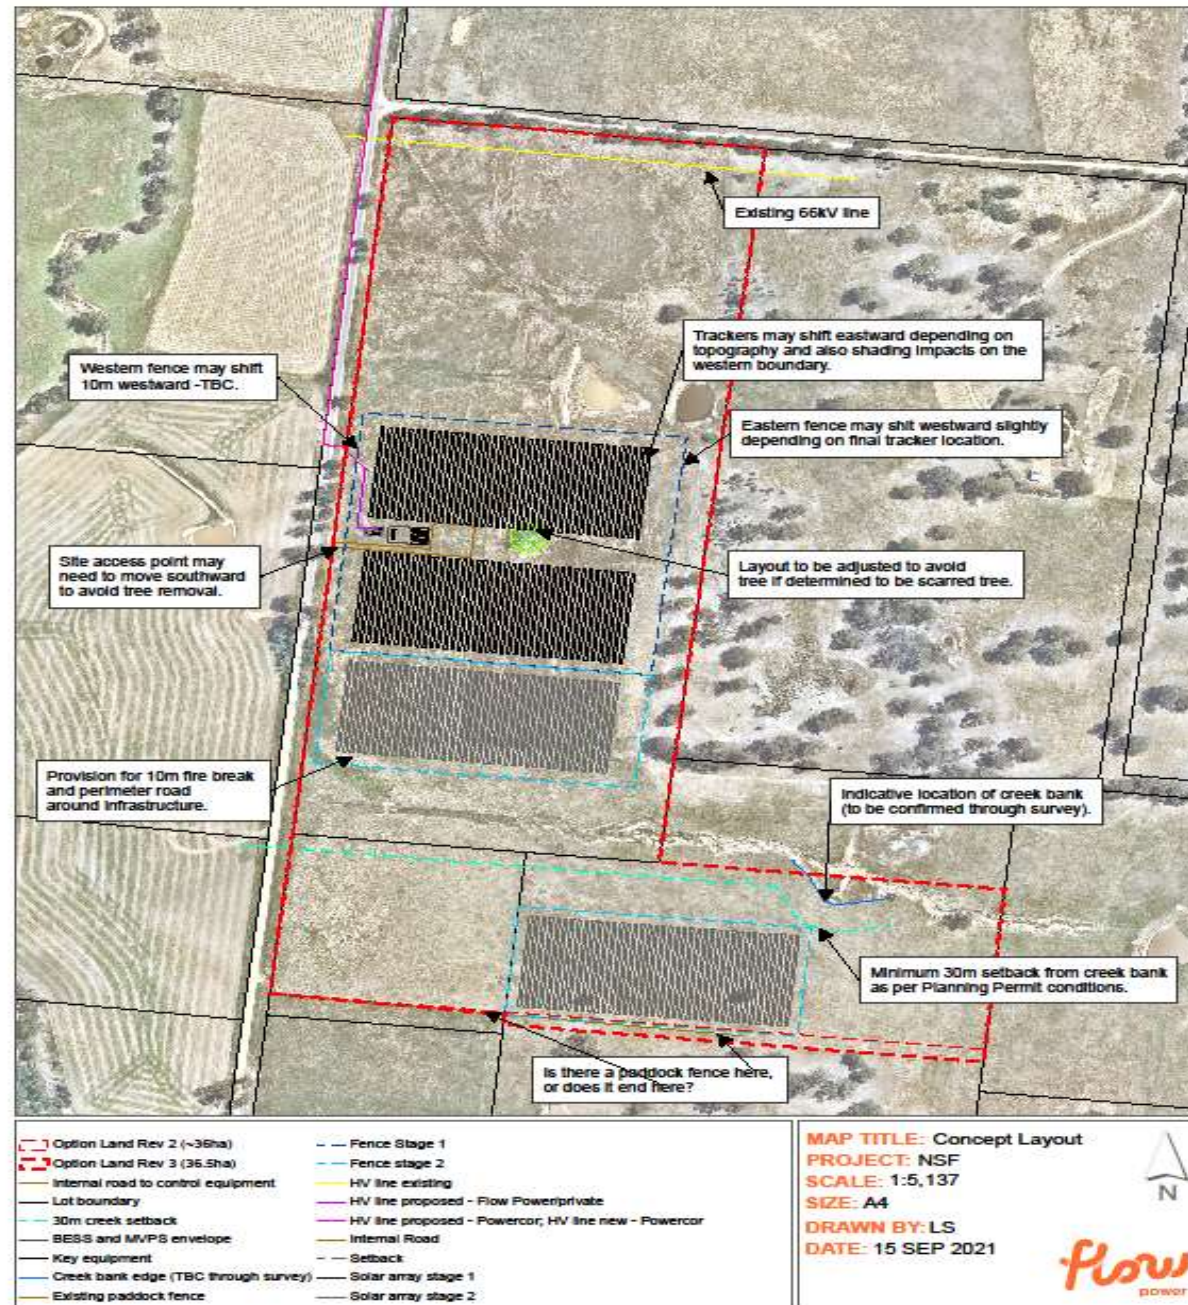 Existing 66kV line
Trackers may shift eastward depending on
topography and also shading impacts on the
western boundary.
Western fence may shift
10m westward -TBC.
Eastern fence may shit westward slightly
depending on final tracker location.
Site access point may
need to move southward
to avoid tree removal.
Layout to be adjusted to avoid
tree if determined to be scarred tree.
Provision for 10m fire break
and perimeter road
around infrastructure.
Indicative location of creek bank
(to be confirmed through survey).
Minimum 30m setback from creek bank
as per Planning Permit conditions.
Is there a paddock fence here,
or does it end here?
Option Land Rev 2 (~36ha)
Option Land Rev 3 (36.5ha)
Internal road to control equipment
Lot boundary
30m creek setback
BESS and MVPS envelope
Key equipment
Creek bank edge (TBC through survey)
Existing paddock fence
Fence Stage 1
Fence stage 2
HV line existing
HV line proposed - Flow Power/private
HV line proposed - Powercor; HV line new - Powercor
Internal Road
Setback
Solar array stage 1
Solar array stage 2
MAP TITLE: Concept Layout
PROJECT: NSF
SCALE: 1:5,137
SIZE: A4
DRAWN BY: LS
DATE: 15 SEP 2021
N
flow
power